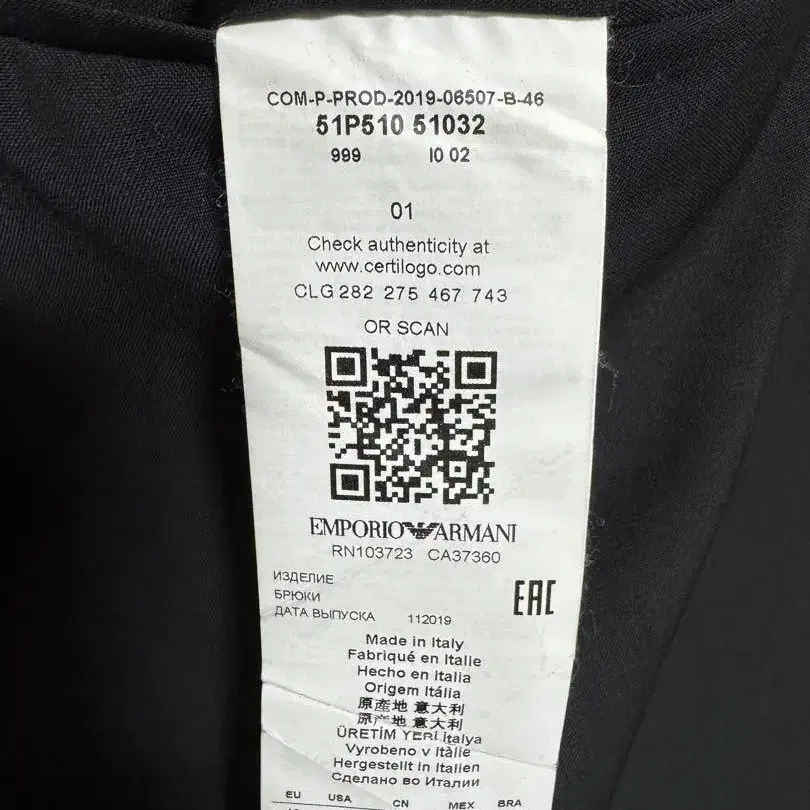 COM-P-PROD-2019-06507-B-46
51P510 51032
999 I0 02
01
Check authenticity at
www.certilogo.com
CLG 282 275 467 743
OR SCAN
EMPORIO ARMANI
RN103723 CA37360
ИЗДЕЛИЕ
БРЮКИ
ДАТА ВЫПУСКА 112019
EAC
Made in Italy
Fabriqué en Italie
Hecho en Italia
Origem Itália
原產地 意大利
原产地 意大利
ÜRETİM YERİ İtalya
Vyrobeno v Itálie
Hergestellt in Italien
Сделано во Италии
EU USA CN MEX BRA